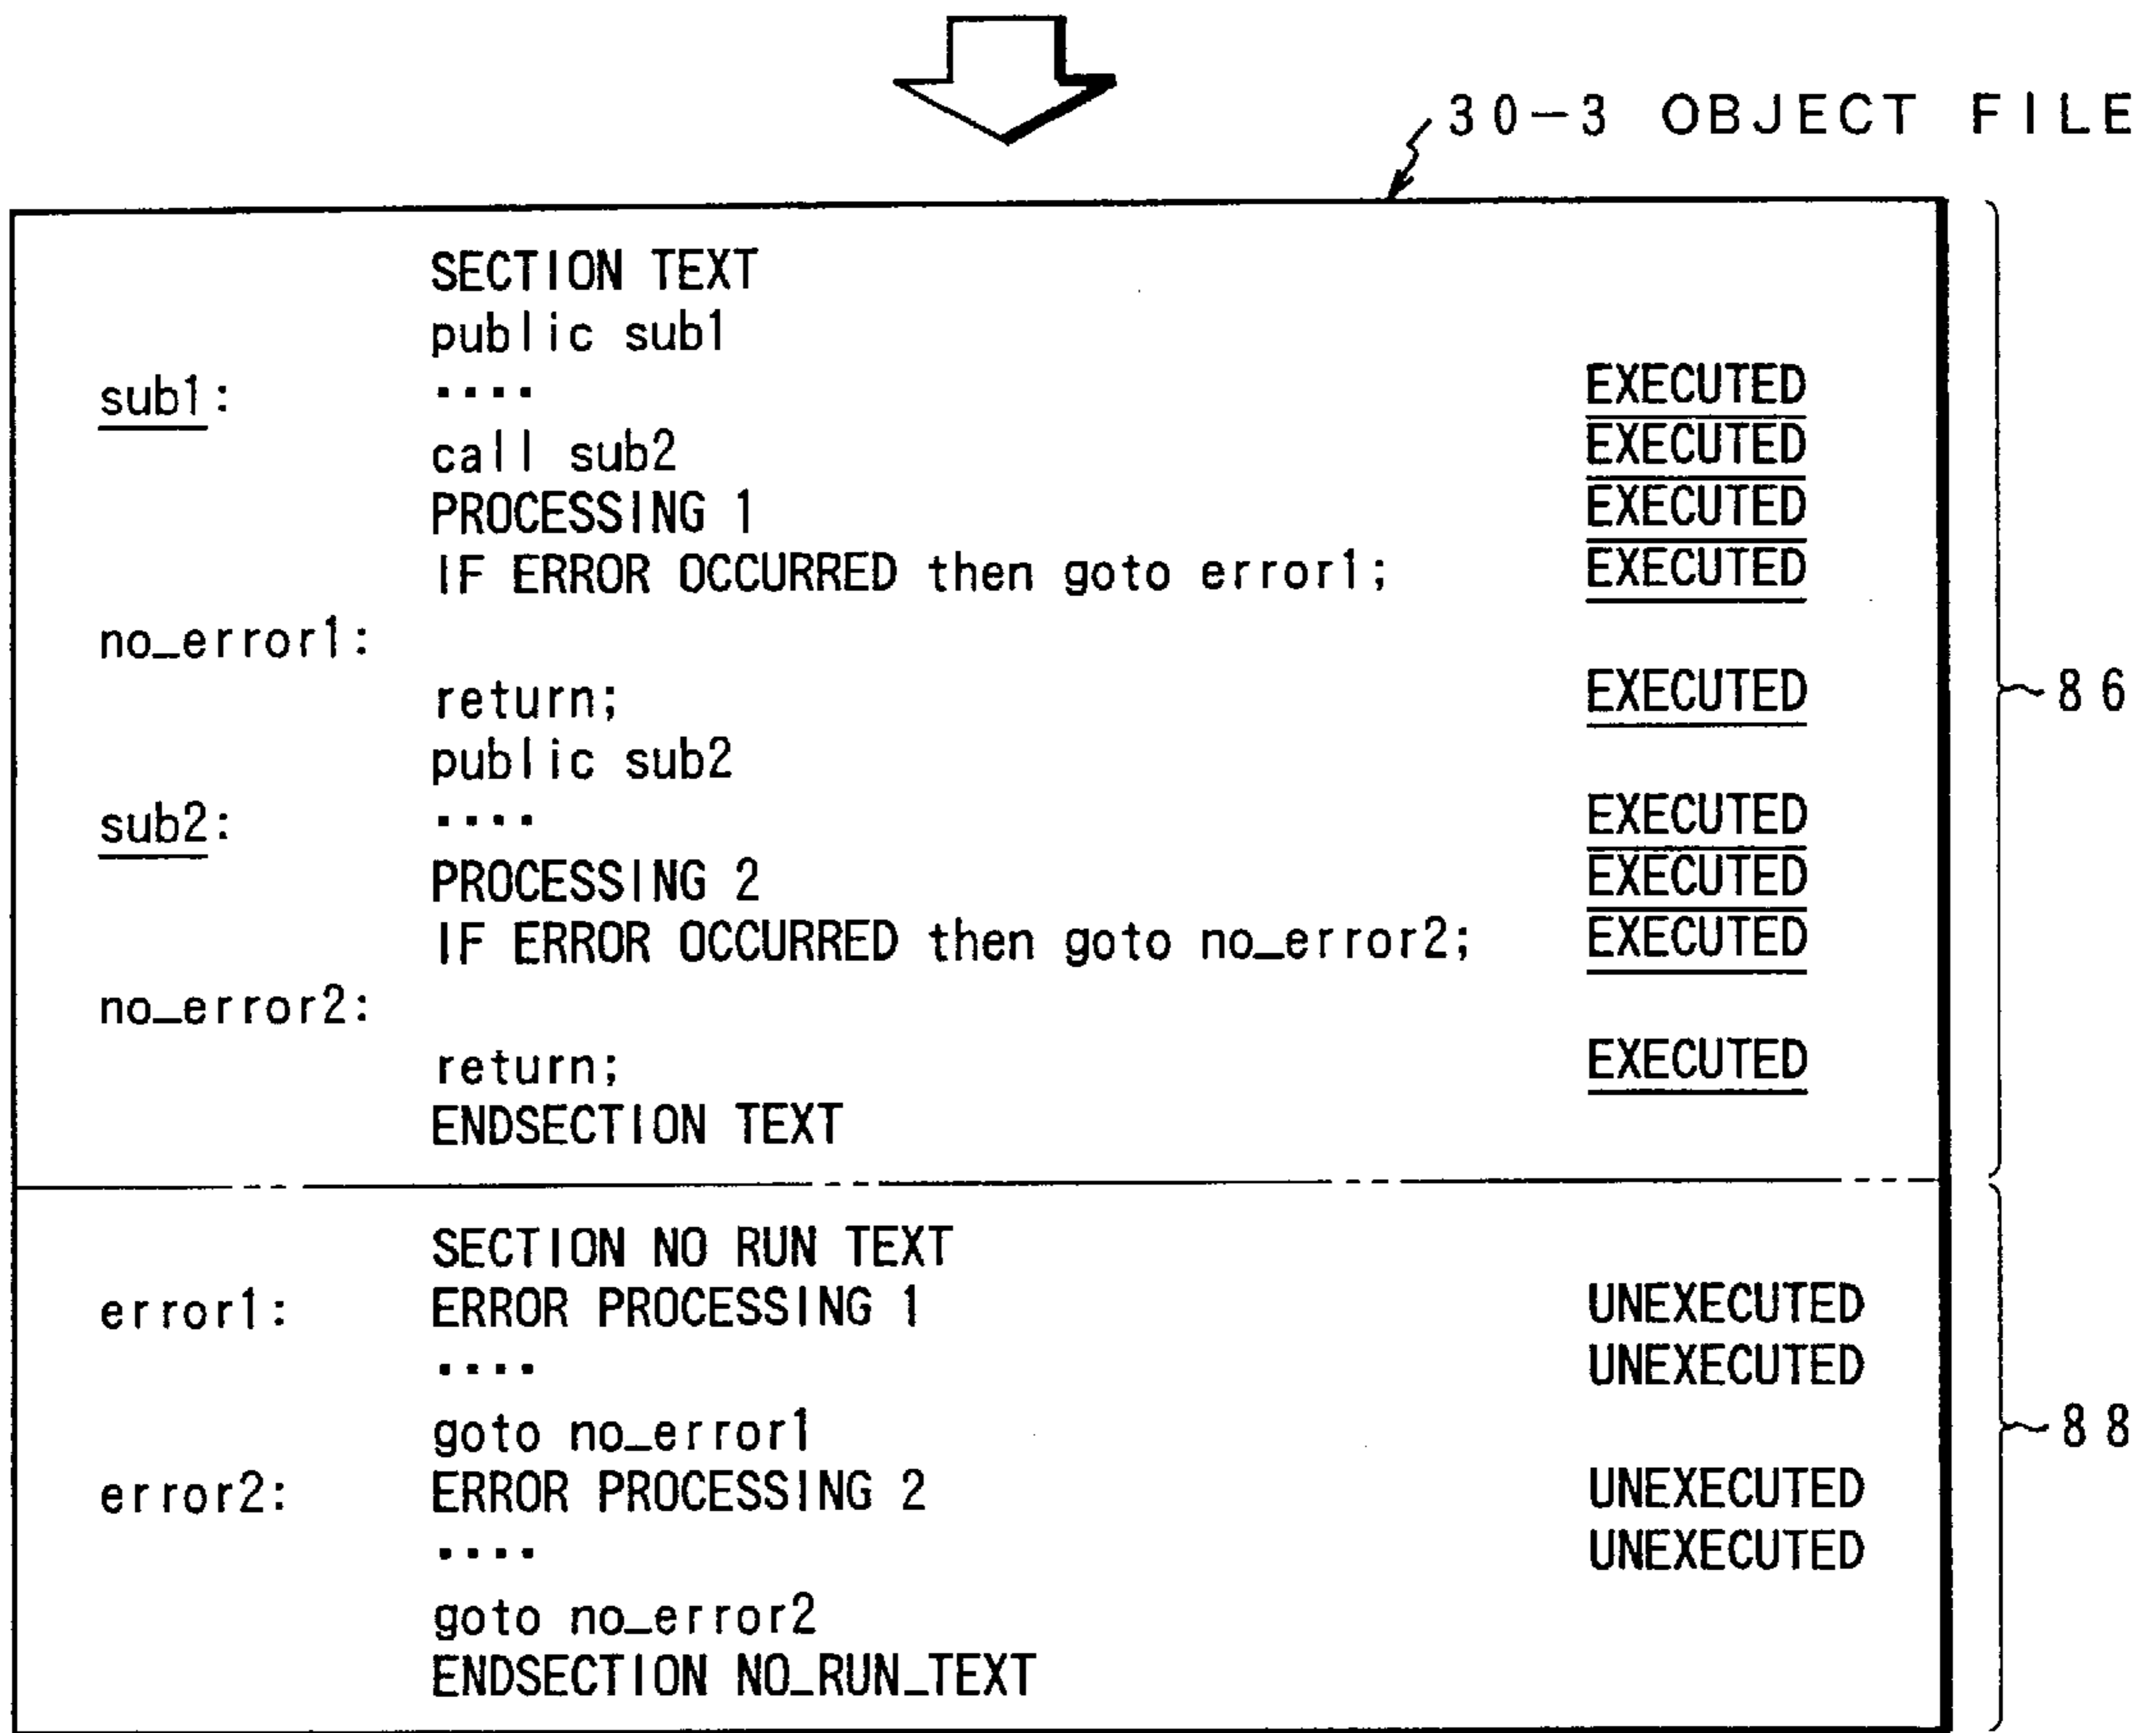 30-3 OBJECT FILE
SECTION TEXT
public sub1
sub1: .... EXECUTED
call sub2 EXECUTED
PROCESSING 1 EXECUTED
IF ERROR OCCURRED then goto error1; EXECUTED
no_error1:
return; EXECUTED
86
public sub2
sub2: .... EXECUTED
PROCESSING 2 EXECUTED
IF ERROR OCCURRED then goto no_error2; EXECUTED
no_error2:
return; EXECUTED
ENDSECTION TEXT
SECTION NO RUN TEXT
error1: ERROR PROCESSING 1 UNEXECUTED
.... UNEXECUTED
goto no_error1
88
error2: ERROR PROCESSING 2 UNEXECUTED
.... UNEXECUTED
goto no_error2
ENDSECTION NO_RUN_TEXT